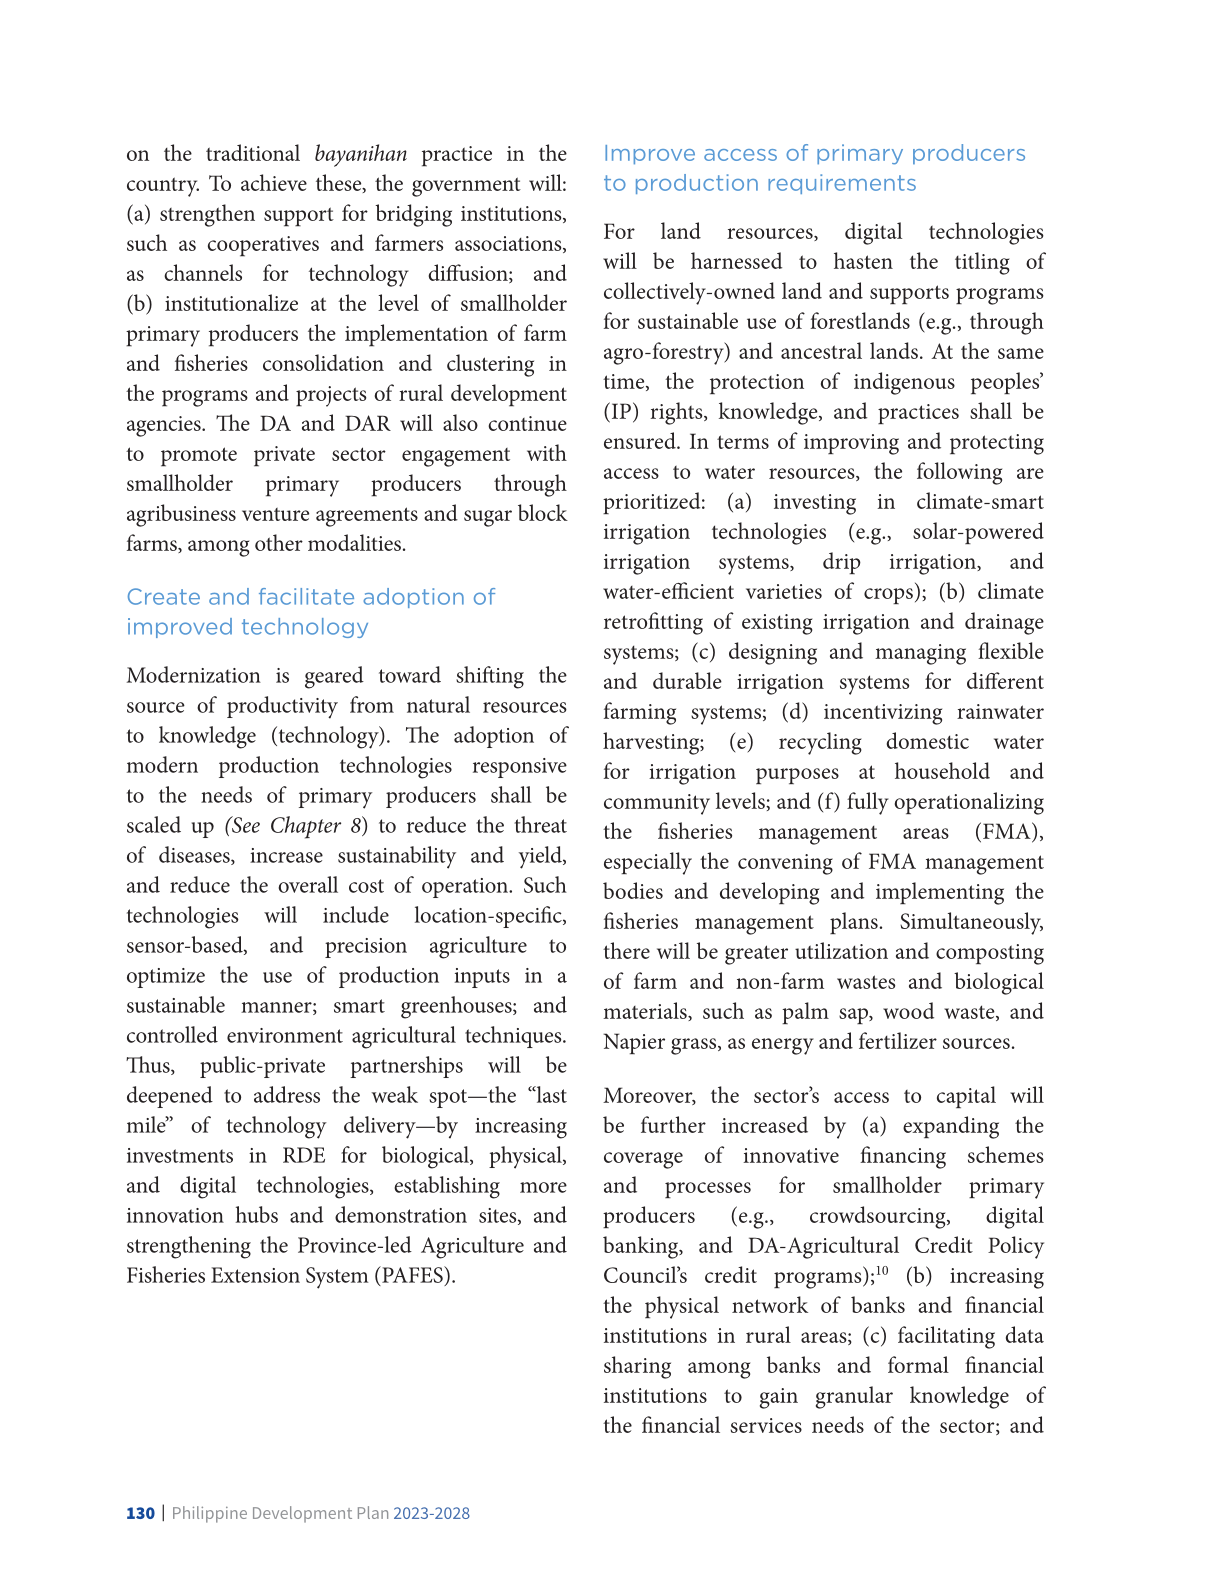 on the traditional bayanihan practice in the
country. To achieve these, the government will:
(a) strengthen support for bridging institutions,
such as cooperatives and farmers associations,
as channels for technology diffusion; and
(b) institutionalize at the level of smallholder
primary producers the implementation of farm
and fisheries consolidation and clustering in
the programs and projects of rural development
agencies. The DA and DAR will also continue
to promote private sector engagement with
smallholder primary producers through
agribusiness venture agreements and sugar block
farms, among other modalities.
Create and facilitate adoption of
improved technology
Modernization is geared toward shifting the
source of productivity from natural resources
to knowledge (technology). The adoption of
modern production technologies responsive
to the needs of primary producers shall be
scaled up (See Chapter 8) to reduce the threat
of diseases, increase sustainability and yield,
and reduce the overall cost of operation. Such
technologies will include location-specific,
sensor-based, and precision agriculture to
optimize the use of production inputs in a
sustainable manner; smart greenhouses; and
controlled environment agricultural techniques.
Thus, public-private partnerships will be
deepened to address the weak spot—the “last
mile” of technology delivery—by increasing
investments in RDE for biological, physical,
and digital technologies, establishing more
innovation hubs and demonstration sites, and
strengthening the Province-led Agriculture and
Fisheries Extension System (PAFES).
Improve access of primary producers
to production requirements
For land resources, digital technologies
will be harnessed to hasten the titling of
collectively-owned land and supports programs
for sustainable use of forestlands (e.g., through
agro-forestry) and ancestral lands. At the same
time, the protection of indigenous peoples’
(IP) rights, knowledge, and practices shall be
ensured. In terms of improving and protecting
access to water resources, the following are
prioritized: (a) investing in climate-smart
irrigation technologies (e.g., solar-powered
irrigation systems, drip irrigation, and
water-efficient varieties of crops); (b) climate
retrofitting of existing irrigation and drainage
systems; (c) designing and managing flexible
and durable irrigation systems for different
farming systems; (d) incentivizing rainwater
harvesting; (e) recycling domestic water
for irrigation purposes at household and
community levels; and (f) fully operationalizing
the fisheries management areas (FMA),
especially the convening of FMA management
bodies and developing and implementing the
fisheries management plans. Simultaneously,
there will be greater utilization and composting
of farm and non-farm wastes and biological
materials, such as palm sap, wood waste, and
Napier grass, as energy and fertilizer sources.
Moreover, the sector’s access to capital will
be further increased by (a) expanding the
coverage of innovative financing schemes
and processes for smallholder primary
producers (e.g., crowdsourcing, digital
banking, and DA-Agricultural Credit Policy
Council’s credit programs);10 (b) increasing
the physical network of banks and financial
institutions in rural areas; (c) facilitating data
sharing among banks and formal financial
institutions to gain granular knowledge of
the financial services needs of the sector; and
130 | Philippine Development Plan 2023-2028